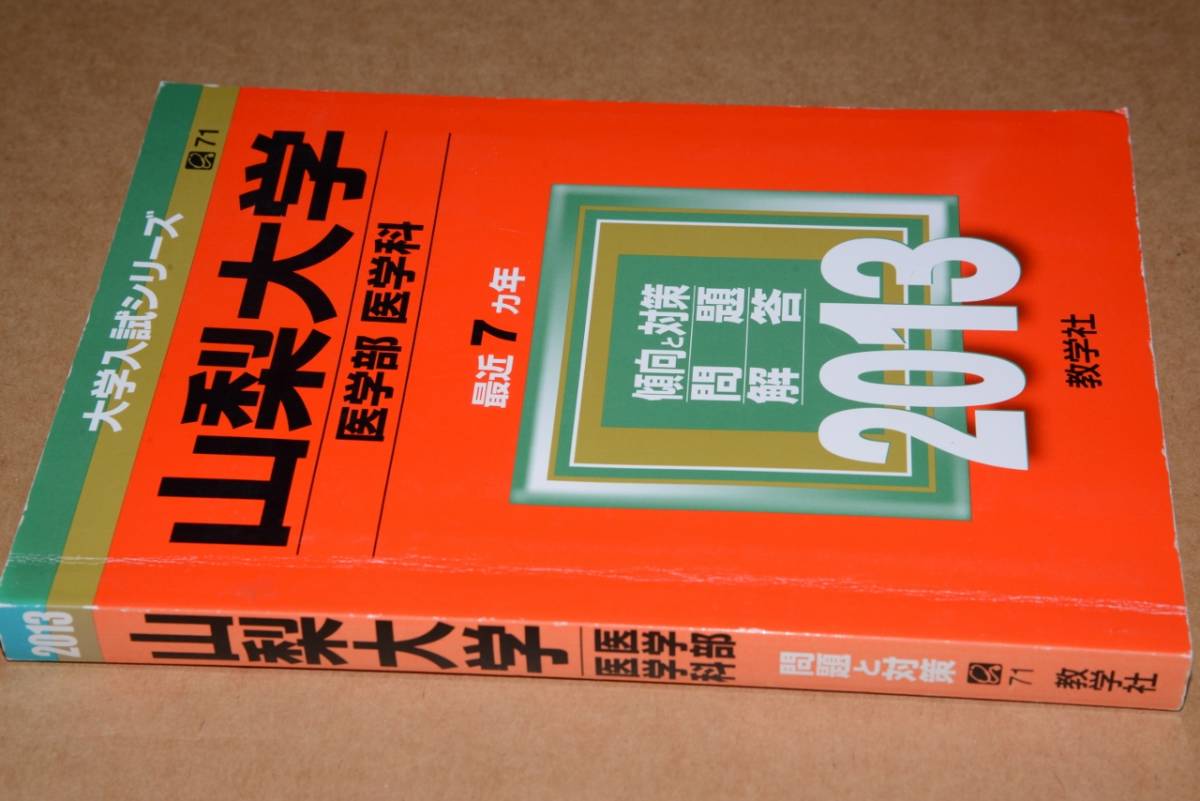 大学入試シリーズ
71
山梨大学
医学部 医学科
最近7ヵ年
傾向と対策
問題
解答
2013
教学社
2013
山梨大学
医学部
医学科
問題と対策
71
教学社